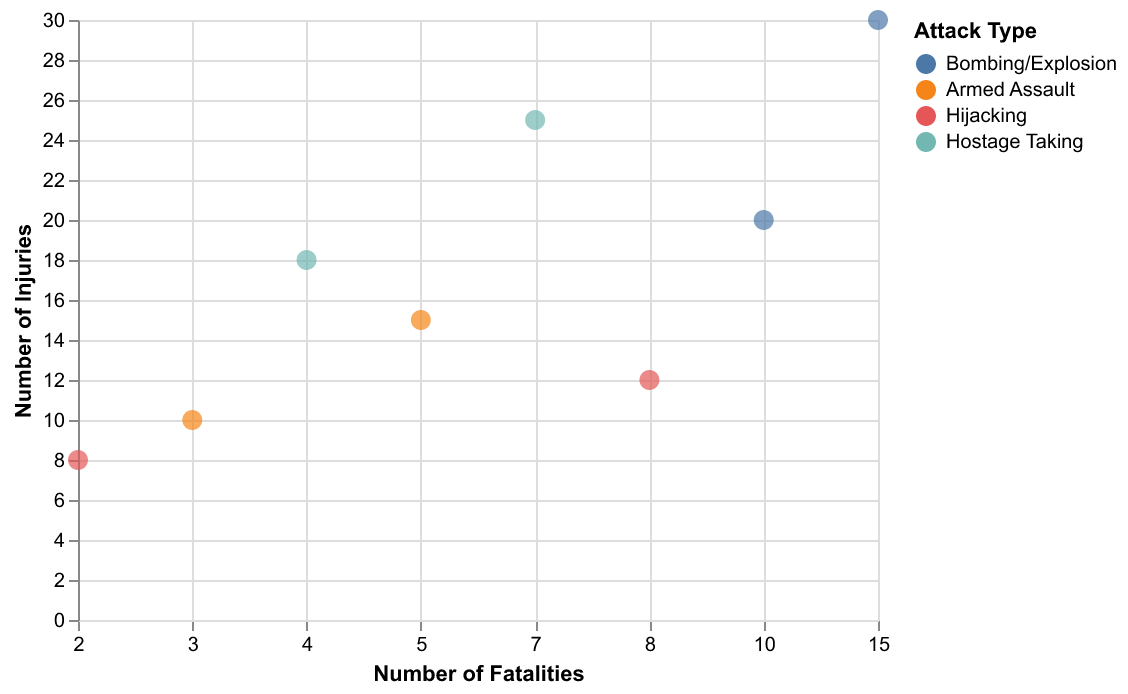 Attack Type
Bombing/Explosion
Armed Assault
Hijacking
Hostage Taking
Number of Injuries
30
28
26
24
22
20
18
16
14
12
10
8
6
4
2
0
2 3 4 5 7 8 10 15
Number of Fatalities